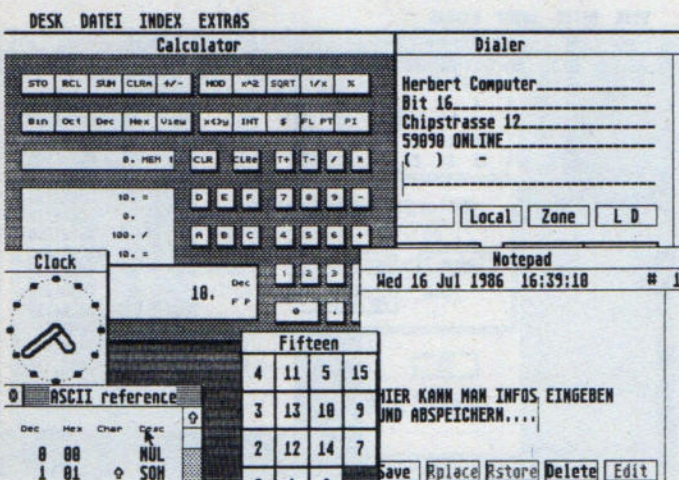 DESK DATEI INDEX EXTRAS
Calculator
STO RCL SUM CLRm +/- MOD x^2 SQRT 1/x %
Bin Oct Dec Hex View x<>y INT $ FL PT PI
0. MEM 1 CLR CLRe T+ T- / x
10. =
0.
100. /
10. =
D E F 7 8 9 -
A B C 4 5 6 +
1 2 3
0 .
10. Dec
F P
Dialer
Herbert Computer
Bit 16
Chipstrasse 12
59090 ONLINE
( ) -
Local Zone L D
Clock
Notepad
Wed 16 Jul 1986 16:39:10 # 1
HIER KANN MAN INFOS EINGEBEN
UND ABSPEICHERN....
Save Rplace Rstore Delete Edit
Fifteen
4 11 5 15
3 13 10 9
2 12 14 7
ASCII reference
Dec Hex Char Desc
0 00 NUL
1 01 ⇧ SOH